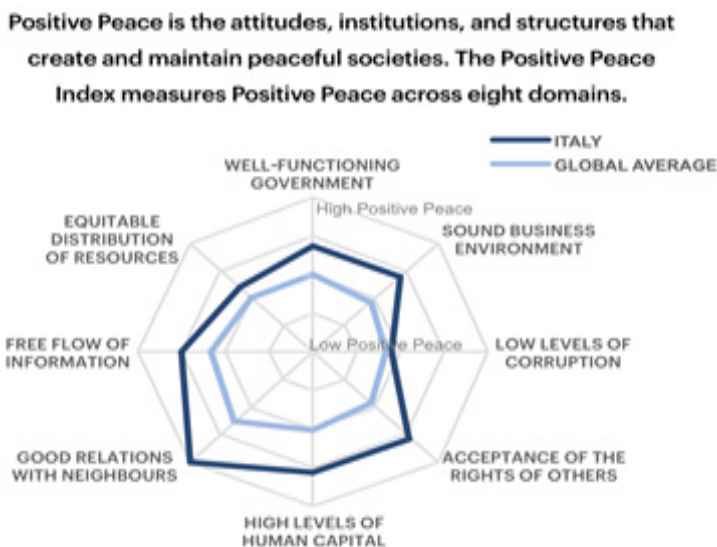 Positive Peace is the attitudes, institutions, and structures that
create and maintain peaceful societies. The Positive Peace
Index measures Positive Peace across eight domains.
ITALY
GLOBAL AVERAGE
WELL-FUNCTIONING
GOVERNMENT
High Positive Peace
EQUITABLE
DISTRIBUTION
OF RESOURCES
SOUND BUSINESS
ENVIRONMENT
FREE FLOW OF
INFORMATION
Low Positive Peace
LOW LEVELS OF
CORRUPTION
GOOD RELATIONS
WITH NEIGHBOURS
ACCEPTANCE OF THE
RIGHTS OF OTHERS
HIGH LEVELS OF
HUMAN CAPITAL